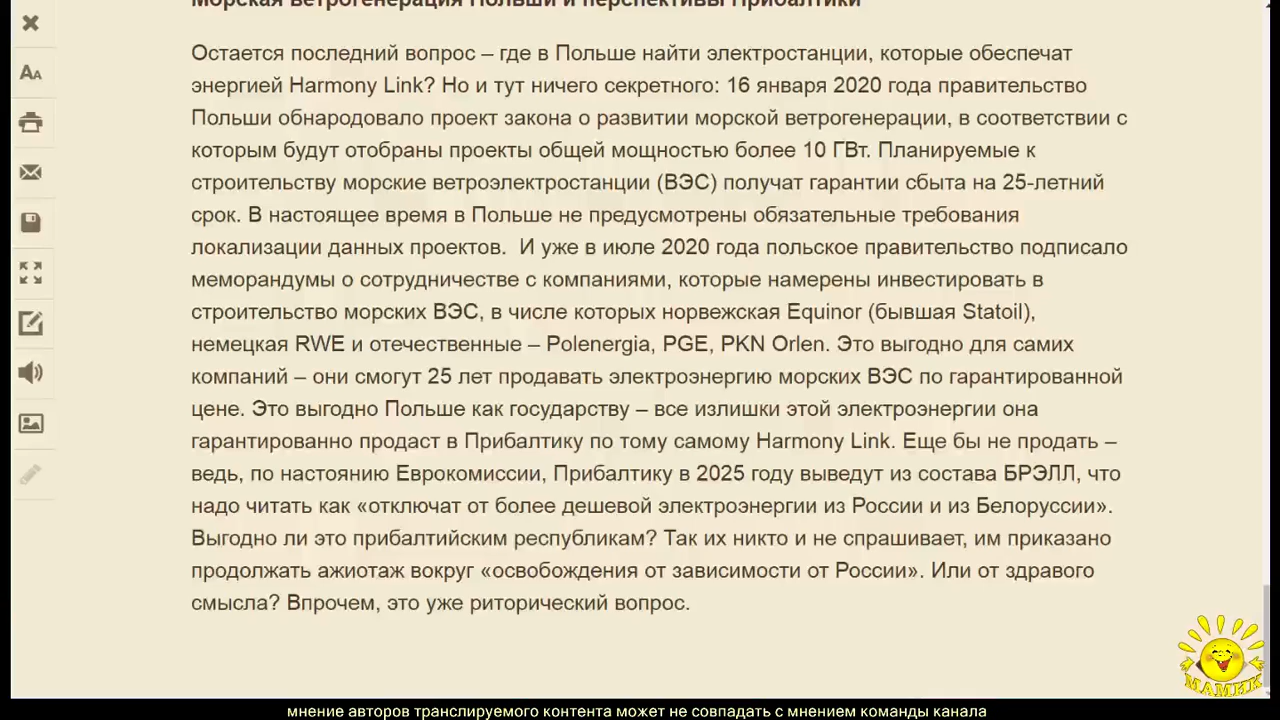 Морская ветрогенерация Польши и перспективы Прибалтики
Остается последний вопрос – где в Польше найти электростанции, которые обеспечат
энергией Harmony Link? Но и тут ничего секретного: 16 января 2020 года правительство
Польши обнародовало проект закона о развитии морской ветрогенерации, в соответствии с
которым будут отобраны проекты общей мощностью более 10 ГВт. Планируемые к
строительству морские ветроэлектростанции (ВЭС) получат гарантии сбыта на 25-летний
срок. В настоящее время в Польше не предусмотрены обязательные требования
локализации данных проектов.  И уже в июле 2020 года польское правительство подписало
меморандумы о сотрудничестве с компаниями, которые намерены инвестировать в
строительство морских ВЭС, в числе которых норвежская Equinor (бывшая Statoil),
немецкая RWE и отечественные – Polenergia, PGE, PKN Orlen. Это выгодно для самих
компаний – они смогут 25 лет продавать электроэнергию морских ВЭС по гарантированной
цене. Это выгодно Польше как государству – все излишки этой электроэнергии она
гарантированно продаст в Прибалтику по тому самому Harmony Link. Еще бы не продать –
ведь, по настоянию Еврокомиссии, Прибалтику в 2025 году выведут из состава БРЭЛЛ, что
надо читать как «отключат от более дешевой электроэнергии из России и из Белоруссии».
Выгодно ли это прибалтийским республикам? Так их никто и не спрашивает, им приказано
продолжать ажиотаж вокруг «освобождения от зависимости от России». Или от здравого
смысла? Впрочем, это уже риторический вопрос.
МАМИК
мнение авторов транслируемого контента может не совпадать с мнением команды канала